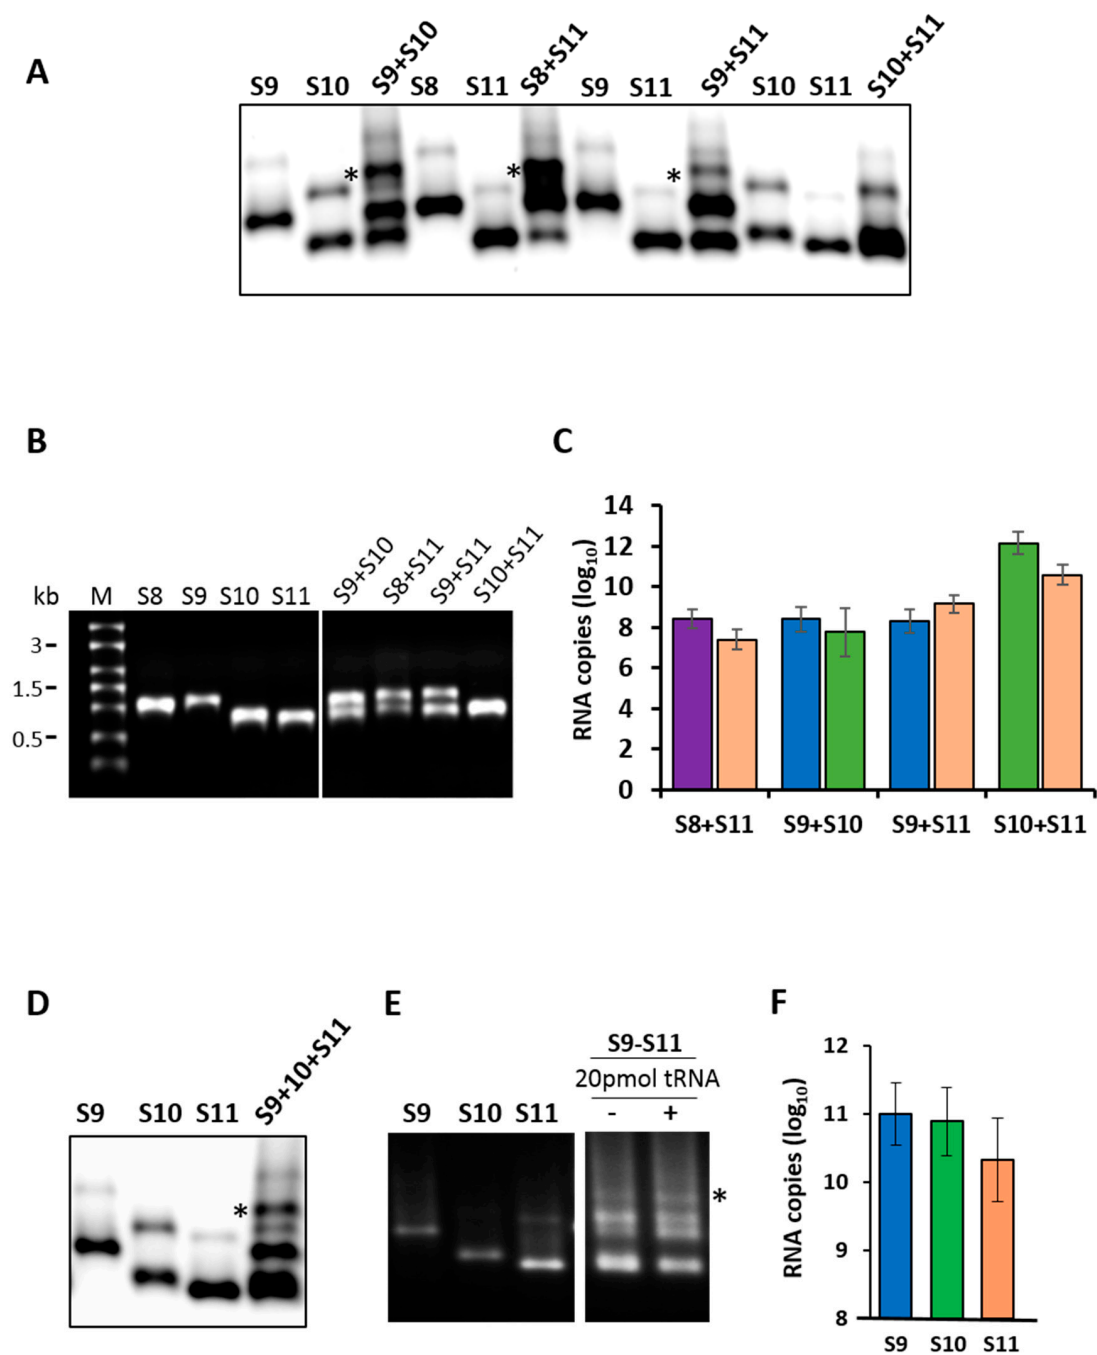 A
S9 S10 S9+S10 S8 S11 S8+S11 S9 S11 S9+S11 S10 S11 S10+S11
* * *
B
kb M S8 S9 S10 S11 S9+S10 S8+S11 S9+S11 S10+S11
3
1.5
0.5
C
RNA copies (log10)
14
12
10
8
6
4
2
0
S8+S11 S9+S10 S9+S11 S10+S11
D
S9 S10 S11 S9+10+S11
*
E
S9-S11
20pmol tRNA
S9 S10 S11 - +
*
F
RNA copies (log10)
12
11
10
9
8
S9 S10 S11